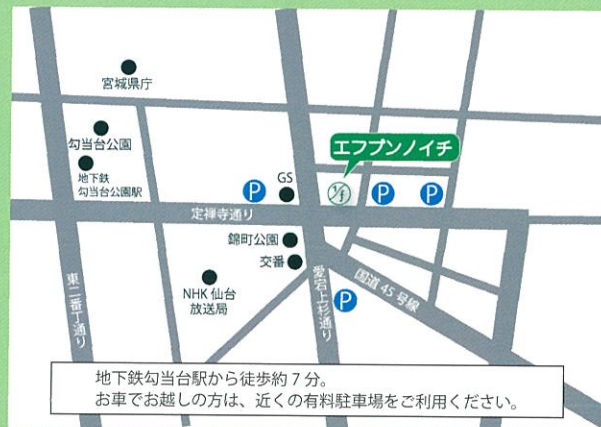 宮城県庁
エフブンノイチ
勾当台公園
地下鉄
勾当台公園駅
P
GS
1/f
P
P
定禅寺通り
錦町公園
交番
東二番丁通り
NHK 仙台
放送局
愛宕上杉通り
国道 45 号線
P
地下鉄勾当台駅から徒歩約 7 分。
お車でお越しの方は、近くの有料駐車場をご利用ください。